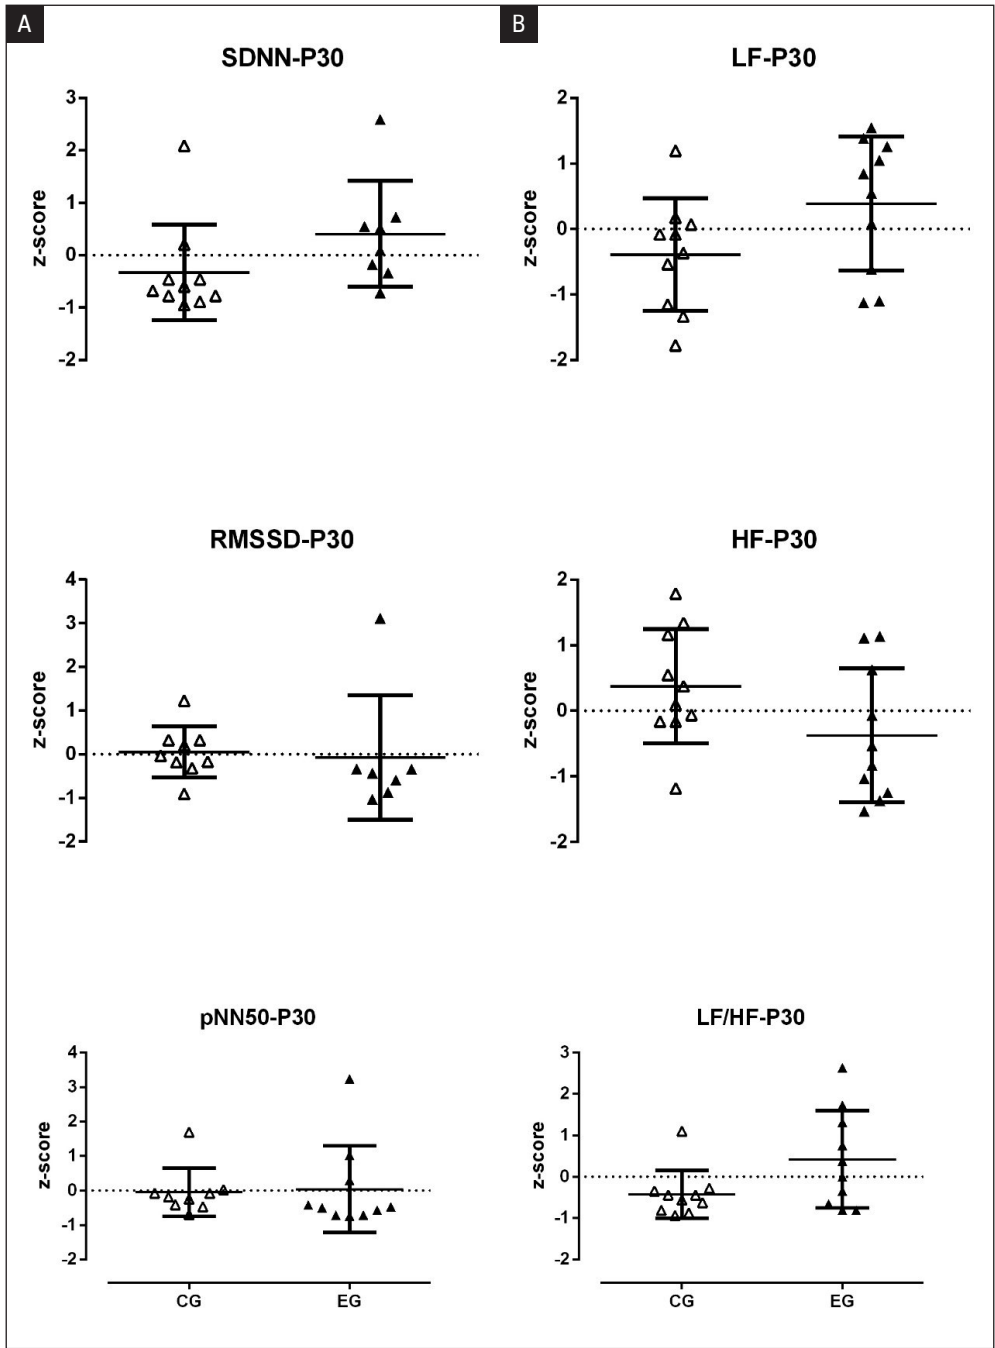 A
SDNN-P30
3
2
1
0
-1
-2
z-score
RMSSD-P30
4
3
2
1
0
-1
-2
z-score
pNN50-P30
4
3
2
1
0
-1
-2
z-score
CG EG
B
LF-P30
2
1
0
-1
-2
z-score
HF-P30
2
1
0
-1
-2
z-score
LF/HF-P30
3
2
1
0
-1
-2
z-score
CG EG